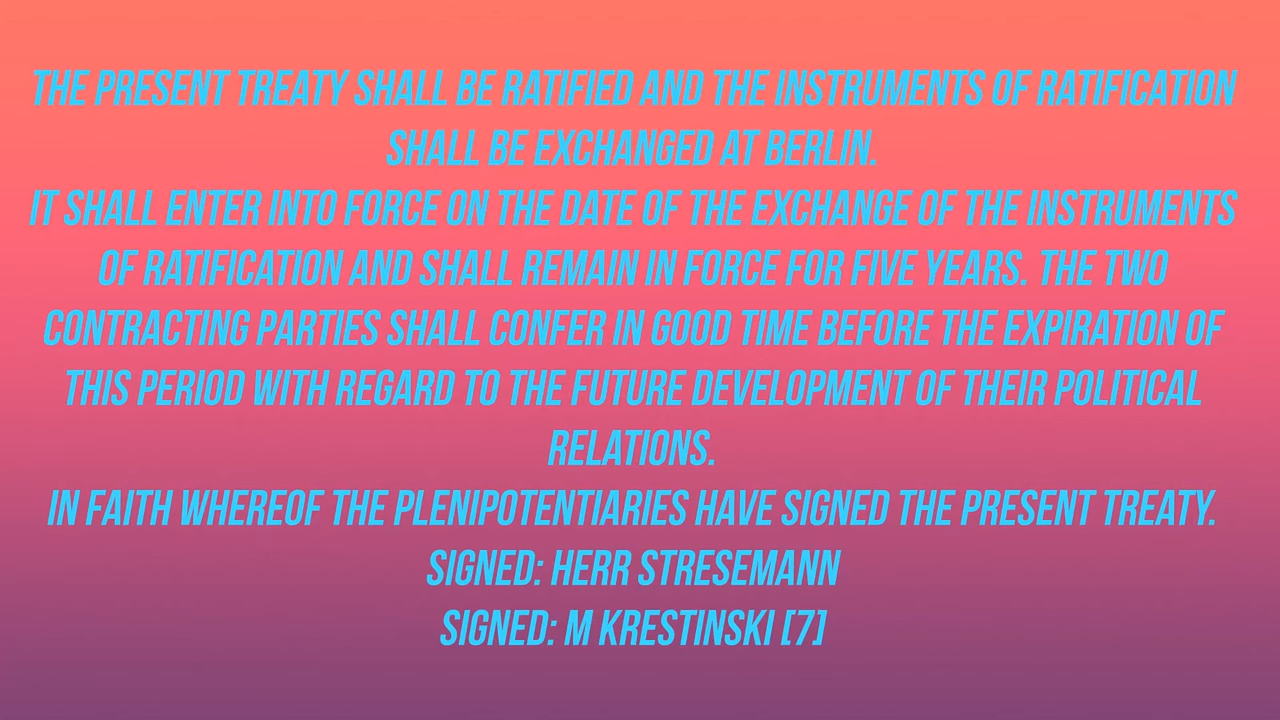 THE PRESENT TREATY SHALL BE RATIFIED AND THE INSTRUMENTS OF RATIFICATION
SHALL BE EXCHANGED AT BERLIN.
IT SHALL ENTER INTO FORCE ON THE DATE OF THE EXCHANGE OF THE INSTRUMENTS
OF RATIFICATION AND SHALL REMAIN IN FORCE FOR FIVE YEARS. THE TWO
CONTRACTING PARTIES SHALL CONFER IN GOOD TIME BEFORE THE EXPIRATION OF
THIS PERIOD WITH REGARD TO THE FUTURE DEVELOPMENT OF THEIR POLITICAL
RELATIONS.
IN FAITH WHEREOF THE PLENIPOTENTIARIES HAVE SIGNED THE PRESENT TREATY.
SIGNED: HERR STRESEMANN
SIGNED: M KRESTINSKI [7]